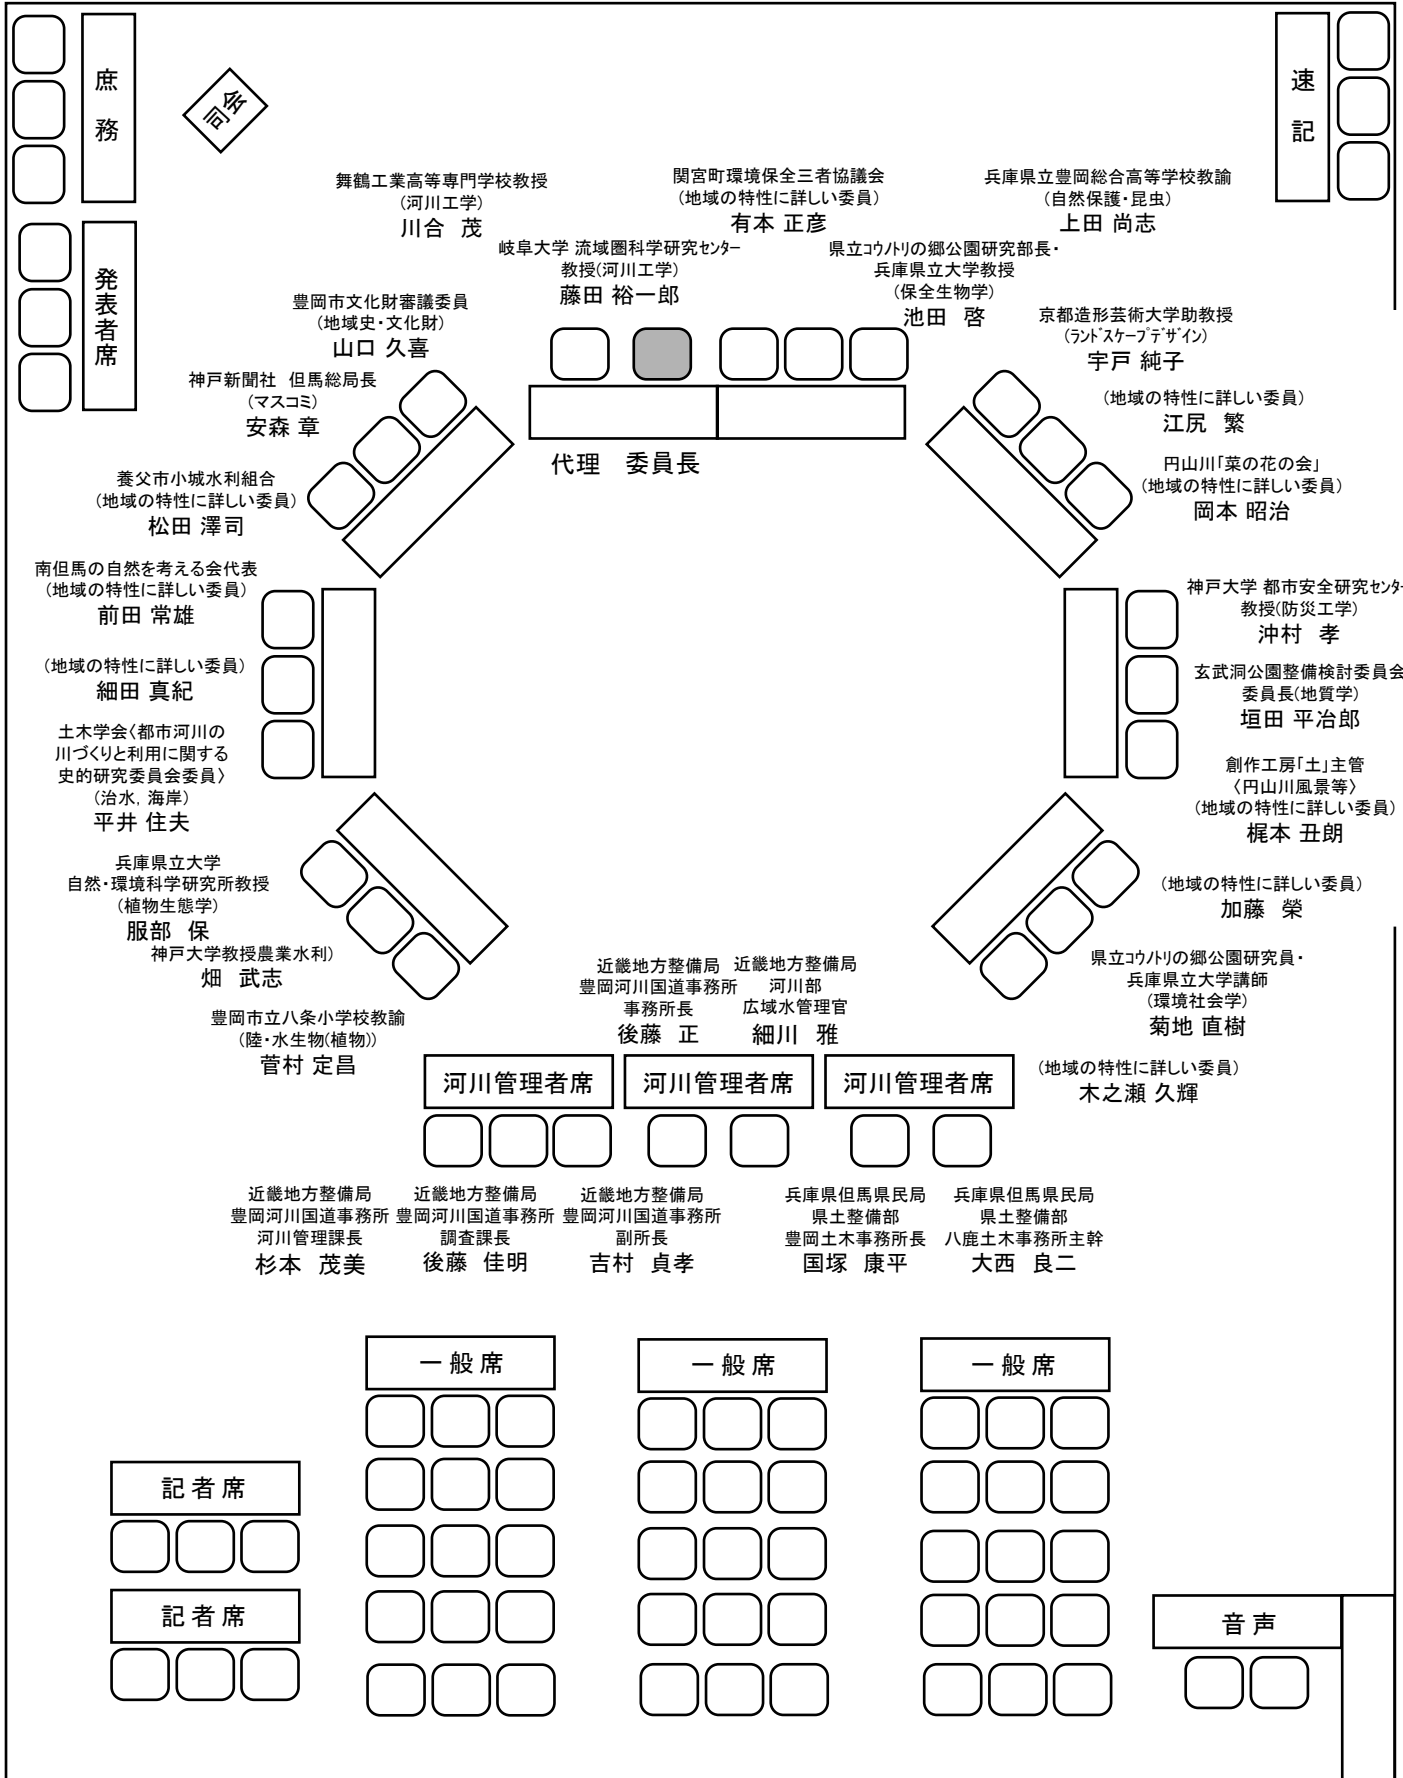 庶務
司会
速記
発表者席
舞鶴工業高等専門学校教授
(河川工学)
川合 茂
関宮町環境保全三者協議会
(地域の特性に詳しい委員)
有本 正彦
兵庫県立豊岡総合高等学校教諭
(自然保護・昆虫)
上田 尚志
岐阜大学 流域圏科学研究センター
教授(河川工学)
藤田 裕一郎
県立コウノトリの郷公園研究部長・
兵庫県立大学教授
(保全生物学)
池田 啓
豊岡市文化財審議委員
(地域史・文化財)
山口 久喜
京都造形芸術大学助教授
(ランドスケープデザイン)
宇戸 純子
神戸新聞社 但馬総局長
(マスコミ)
安森 章
(地域の特性に詳しい委員)
江尻 繁
代理 委員長
養父市小城水利組合
(地域の特性に詳しい委員)
松田 澤司
円山川「菜の花の会」
(地域の特性に詳しい委員)
岡本 昭治
南但馬の自然を考える会代表
(地域の特性に詳しい委員)
前田 常雄
神戸大学 都市安全研究センター
教授(防災工学)
沖村 孝
(地域の特性に詳しい委員)
細田 真紀
玄武洞公園整備検討委員会
委員長(地質学)
垣田 平冶郎
土木学会〈都市河川の
川づくりと利用に関する
史的研究委員会委員〉
(治水, 海岸)
平井 住夫
創作工房「土」主管
〈円山川風景等〉
(地域の特性に詳しい委員)
梶本 丑朗
兵庫県立大学
自然・環境科学研究所教授
(植物生態学)
服部 保
(地域の特性に詳しい委員)
加藤 榮
神戸大学教授農業水利)
畑 武志
県立コウノトリの郷公園研究員・
兵庫県立大学講師
(環境社会学)
菊地 直樹
豊岡市立八条小学校教諭
(陸・水生物(植物))
菅村 定昌
近畿地方整備局
豊岡河川国道事務所
事務所長
後藤 正
近畿地方整備局
河川部
広域水管理官
細川 雅
(地域の特性に詳しい委員)
木之瀬 久輝
河川管理者席
河川管理者席
河川管理者席
近畿地方整備局
豊岡河川国道事務所
河川管理課長
杉本 茂美
近畿地方整備局
豊岡河川国道事務所
調査課長
後藤 佳明
近畿地方整備局
豊岡河川国道事務所
副所長
吉村 貞孝
兵庫県但馬県民局
県土整備部
豊岡土木事務所長
国塚 康平
兵庫県但馬県民局
県土整備部
八鹿土木事務所主幹
大西 良二
一般席
一般席
一般席
記者席
記者席
音声